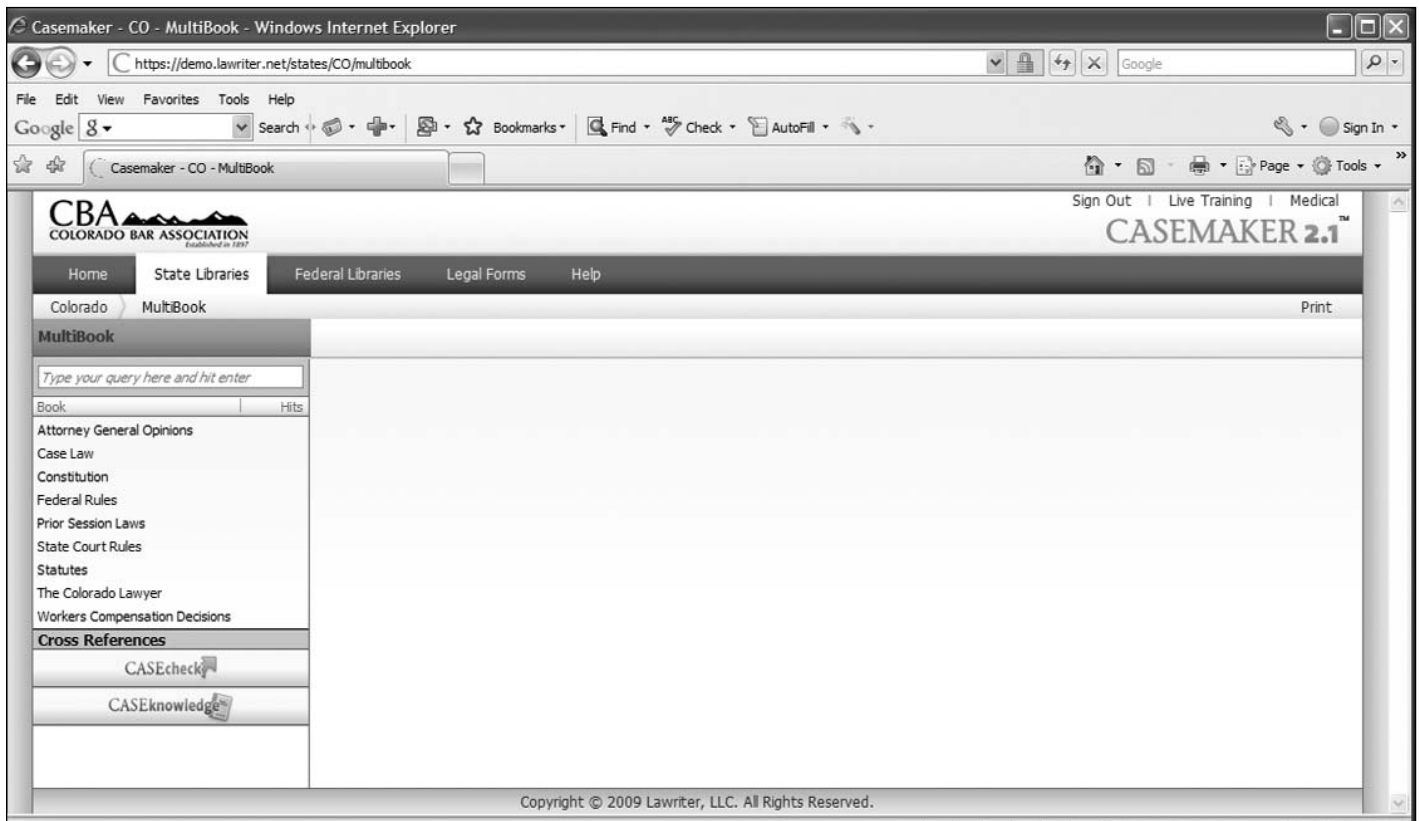 Casemaker - CO - MultiBook - Windows Internet Explorer
https://demo.lawriter.net/states/CO/multibook
Google
File Edit View Favorites Tools Help
Google Search Bookmarks Find ABC Check AutoFill Sign In
Casemaker - CO - MultiBook Page Tools »
Sign Out | Live Training | Medical
CBA
COLORADO BAR ASSOCIATION
Established in 1897
CASEMAKER 2.1™
Home State Libraries Federal Libraries Legal Forms Help
Colorado MultiBook Print
MultiBook
Type your query here and hit enter
Book Hits
Attorney General Opinions
Case Law
Constitution
Federal Rules
Prior Session Laws
State Court Rules
Statutes
The Colorado Lawyer
Workers Compensation Decisions
Cross References
CASEcheck
CASEknowledge
Copyright © 2009 Lawriter, LLC. All Rights Reserved.